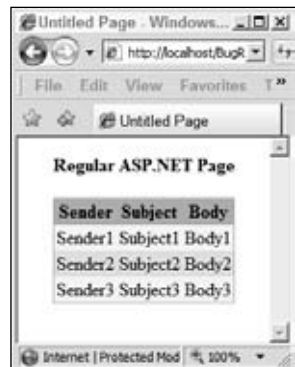 Untitled Page - Windows...
http://localhost/BugR
File Edit View Favorites T »
Untitled Page
Regular ASP.NET Page
Sender Subject Body
Sender1 Subject1 Body1
Sender2 Subject2 Body2
Sender3 Subject3 Body3
Internet | Protected Mod 100%